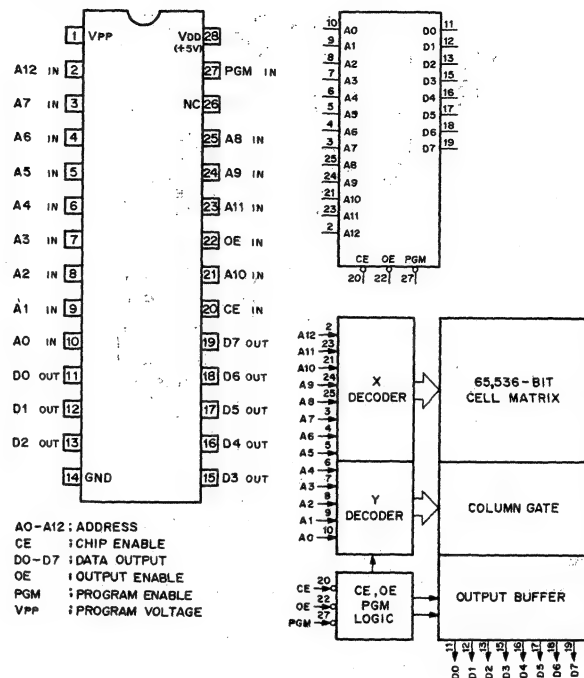 1 VPP VDD 28
(+5V)
A12 IN 2 27 PGM IN
A7 IN 3 NC 26
A6 IN 4 25 A8 IN
A5 IN 5 24 A9 IN
A4 IN 6 23 A11 IN
A3 IN 7 22 OE IN
A2 IN 8 21 A10 IN
A1 IN 9 20 CE IN
A0 IN 10 19 D7 OUT
D0 OUT 11 18 D6 OUT
D1 OUT 12 17 D5 OUT
D2 OUT 13 16 D4 OUT
14 GND 15 D3 OUT
A0-A12 ; ADDRESS
CE ; CHIP ENABLE
D0-D7 ; DATA OUTPUT
OE ; OUTPUT ENABLE
PGM ; PROGRAM ENABLE
VPP ; PROGRAM VOLTAGE
10 A0 D0 11
9 A1 D1 12
8 A2 D2 13
7 A3 D3 15
6 A4 D4 16
5 A5 D5 17
4 A6 D6 18
3 A7 D7 19
25 A8
24 A9
21 A10
23 A11
2 A12
CE OE PGM
20 22 27
A12 2
A11 23
A10 21
A9 24
A8 25
A7 3
A6 4
A5 5
X
DECODER
65,536-BIT
CELL MATRIX
A4 6
A3 7
A2 8
A1 9
A0 10
Y
DECODER
COLUMN GATE
CE 20
OE 22
PGM 27
CE, OE
PGM
LOGIC
OUTPUT BUFFER
11 12 13 15 16 17 18 19
D0 D1 D2 D3 D4 D5 D6 D7